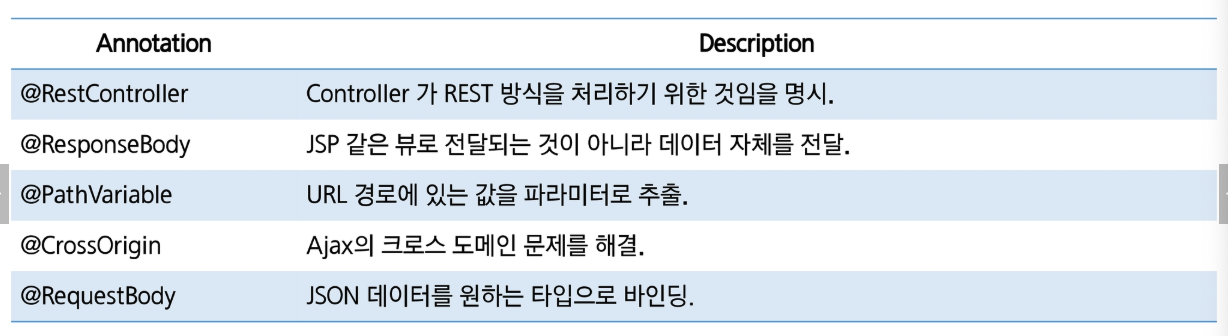 Annotation Description
@RestController Controller 가 REST 방식을 처리하기 위한 것임을 명시.
@ResponseBody JSP 같은 뷰로 전달되는 것이 아니라 데이터 자체를 전달.
@PathVariable URL 경로에 있는 값을 파라미터로 추출.
@CrossOrigin Ajax의 크로스 도메인 문제를 해결.
@RequestBody JSON 데이터를 원하는 타입으로 바인딩.